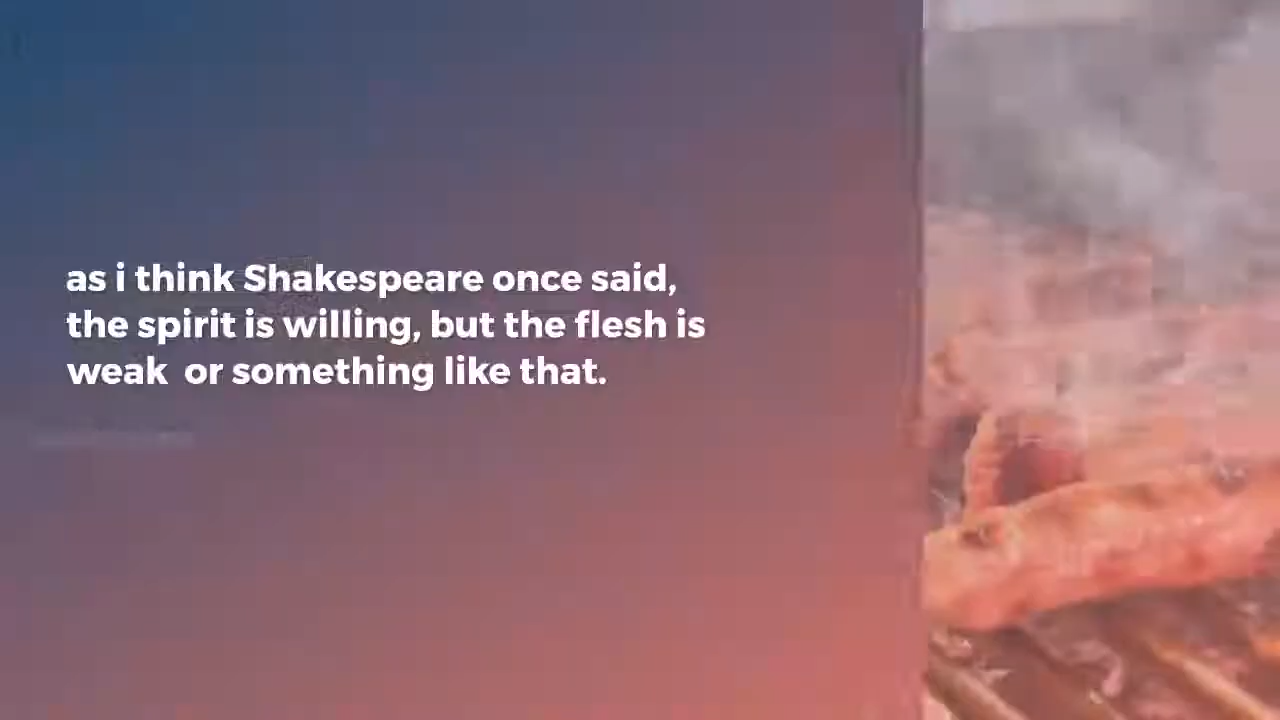 as i think Shakespeare once said,
the spirit is willing, but the flesh is
weak  or something like that.